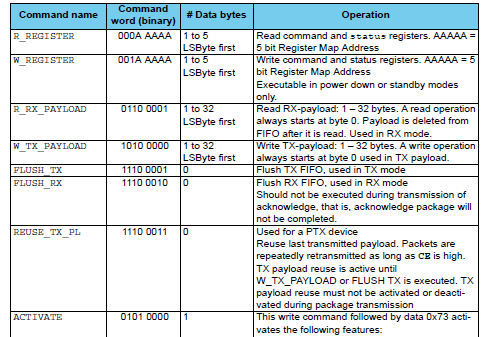 Command name | Command word (binary) | # Data bytes | Operation
R_REGISTER | 000A AAAA | 1 to 5 | Read command and status registers. AAAAA =
LSByte first | 5 bit Register Map Address
W_REGISTER | 001A AAAA | 1 to 5 | Write command and status registers. AAAAA = 5
LSByte first | bit Register Map Address
Executable in power down or standby modes
only.
R_RX_PAYLOAD | 0110 0001 | 1 to 32 | Read RX-payload: 1 – 32 bytes. A read operation
LSByte first | always starts at byte 0. Payload is deleted from
FIFO after it is read. Used in RX mode.
W_TX_PAYLOAD | 1010 0000 | 1 to 32 | Write TX-payload: 1 – 32 bytes. A write operation
LSByte first | always starts at byte 0 used in TX payload.
FLUSH_TX | 1110 0001 | 0 | Flush TX FIFO, used in TX mode
FLUSH_RX | 1110 0010 | 0 | Flush RX FIFO, used in RX mode
Should not be executed during transmission of
acknowledge, that is, acknowledge package will
not be completed.
REUSE_TX_PL | 1110 0011 | 0 | Used for a PTX device
Reuse last transmitted payload. Packets are
repeatedly retransmitted as long as CE is high.
TX payload reuse is active until
W_TX_PAYLOAD or FLUSH TX is executed. TX
payload reuse must not be activated or deacti-
vated during package transmission
ACTIVATE | 0101 0000 | 1 | This write command followed by data 0x73 acti-
vates the following features: